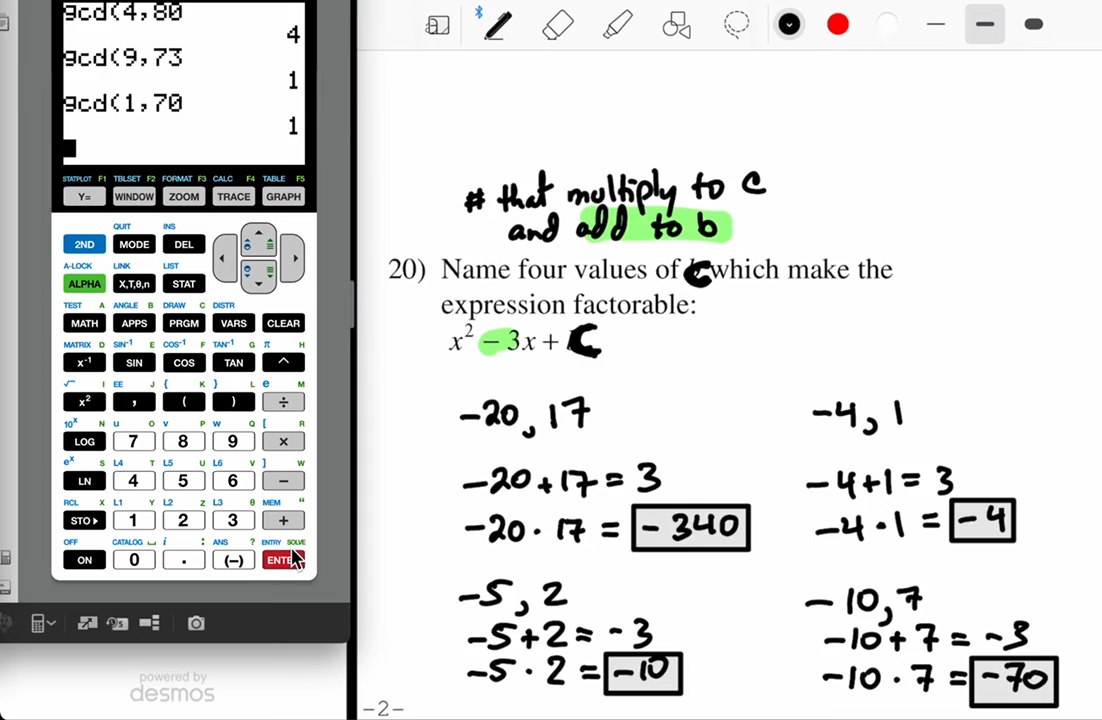 gcd(4,80
4
gcd(9,73
1
gcd(1,70
1
STATPLOT F1 TBLSET F2 FORMAT F3 CALC F4 TABLE F5
Y= WINDOW ZOOM TRACE GRAPH
QUIT INS
2ND MODE DEL
A-LOCK LINK LIST
ALPHA X,T,θ,n STAT
TEST A ANGLE B DRAW C DISTR
MATH APPS PRGM VARS CLEAR
MATRIX D SIN⁻¹ E COS⁻¹ F TAN⁻¹ G π H
x⁻¹ SIN COS TAN ^
√ I EE J { K } L e M
x² , ( ) ÷
10ˣ N u O v P w Q [ R
LOG 7 8 9 ×
eˣ S L4 T L5 U L6 V ] W
LN 4 5 6 −
RCL X L1 Y L2 Z L3 θ MEM "
STO▶ 1 2 3 +
OFF CATALOG i : ANS ? ENTRY SOLVE
ON 0 . (−) ENTE
powered by
desmos
# that multiply to c
and add to b
20) Name four values of c which make the
expression factorable:
x² − 3x + C
-20, 17
-20+17 = 3
-20 · 17 = -340
-4, 1
-4+1 = 3
-4 · 1 = -4
-5, 2
-5+2 = -3
-5 · 2 = -10
-10, 7
-10+7 = -3
-10 · 7 = -70
-2-